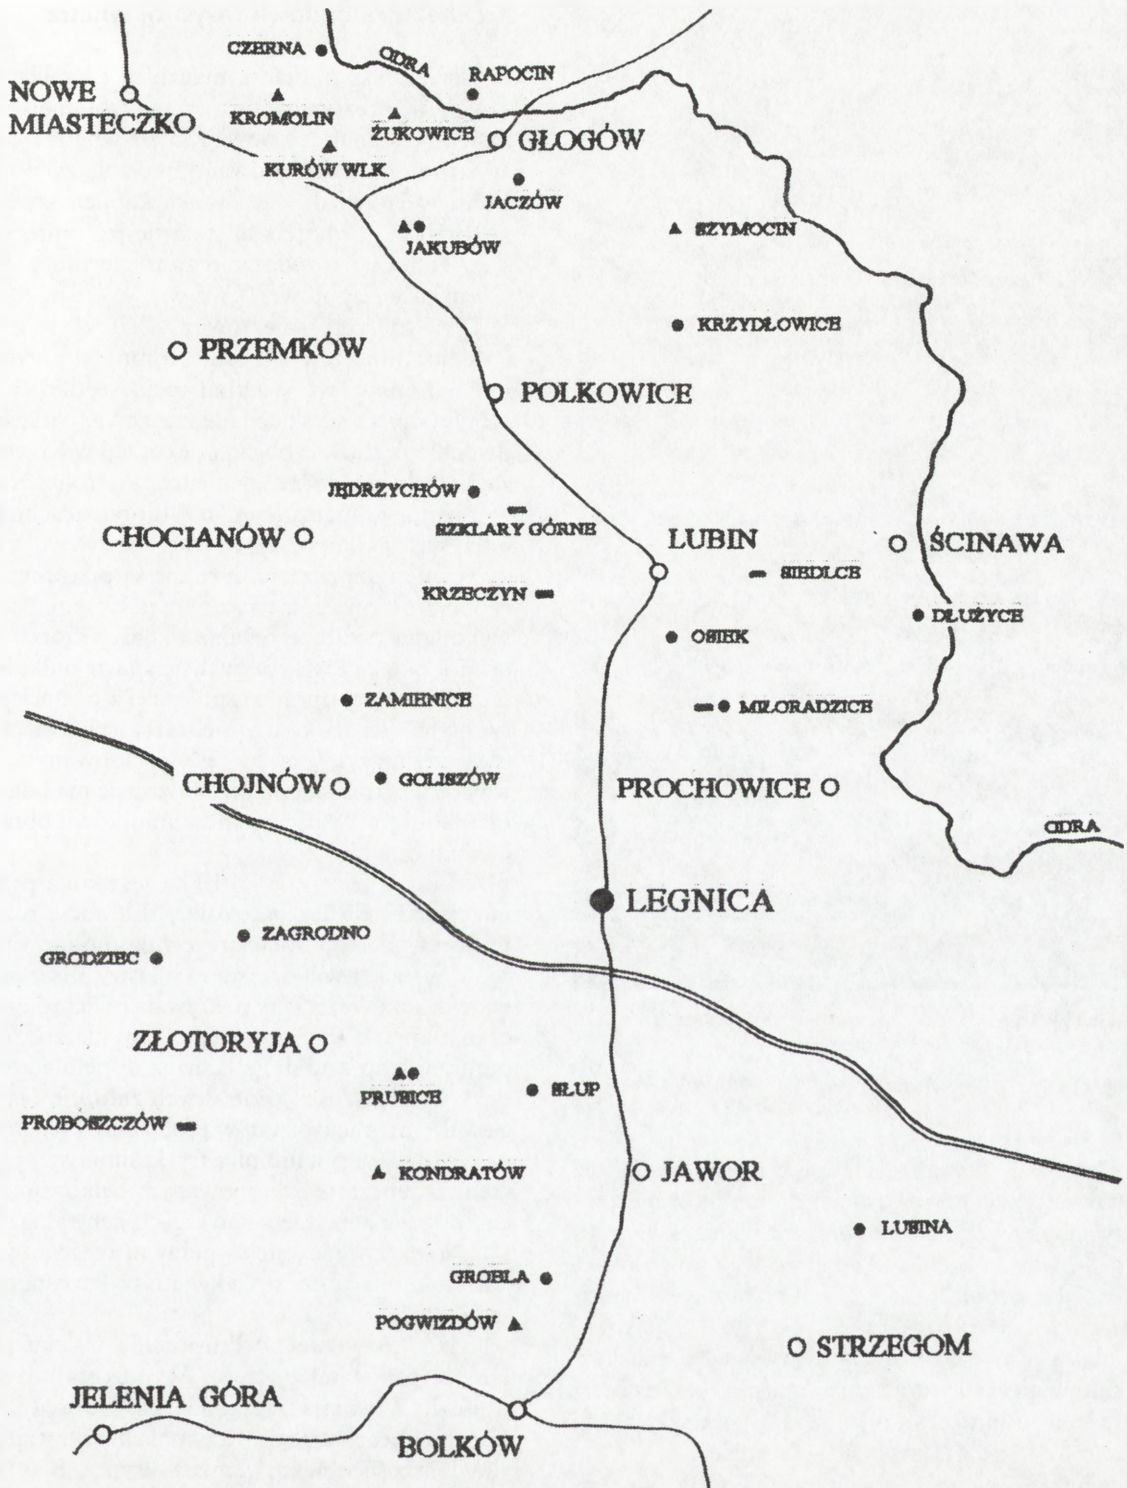 CZERNA
ODRA
RAPOCIN
NOWE
MIASTECZKO
KROMOLIN
ŻUKOWICE
GŁOGÓW
KURÓW WLK.
JACZÓW
JAKUBÓW
SZYMOCIN
KRZYDŁOWICE
PRZEMKÓW
POLKOWICE
JĘDRZYCHÓW
SZKLARY GÓRNE
CHOCIANÓW
LUBIN
ŚCINAWA
SIEDLCE
KRZECZYN
DŁUŻYCE
OSIEK
ZAMIENICE
MIŁORADZICE
CHOJNÓW
GOLISZÓW
PROCHOWICE
ODRA
LEGNICA
ZAGRODNO
GRODZIEC
ZŁOTORYJA
PRUSICE
SŁUP
PROBOSZCZÓW
KONDRATÓW
JAWOR
LUSINA
GROBLA
POGWIZDÓW
STRZEGOM
JELENIA GÓRA
BOLKÓW